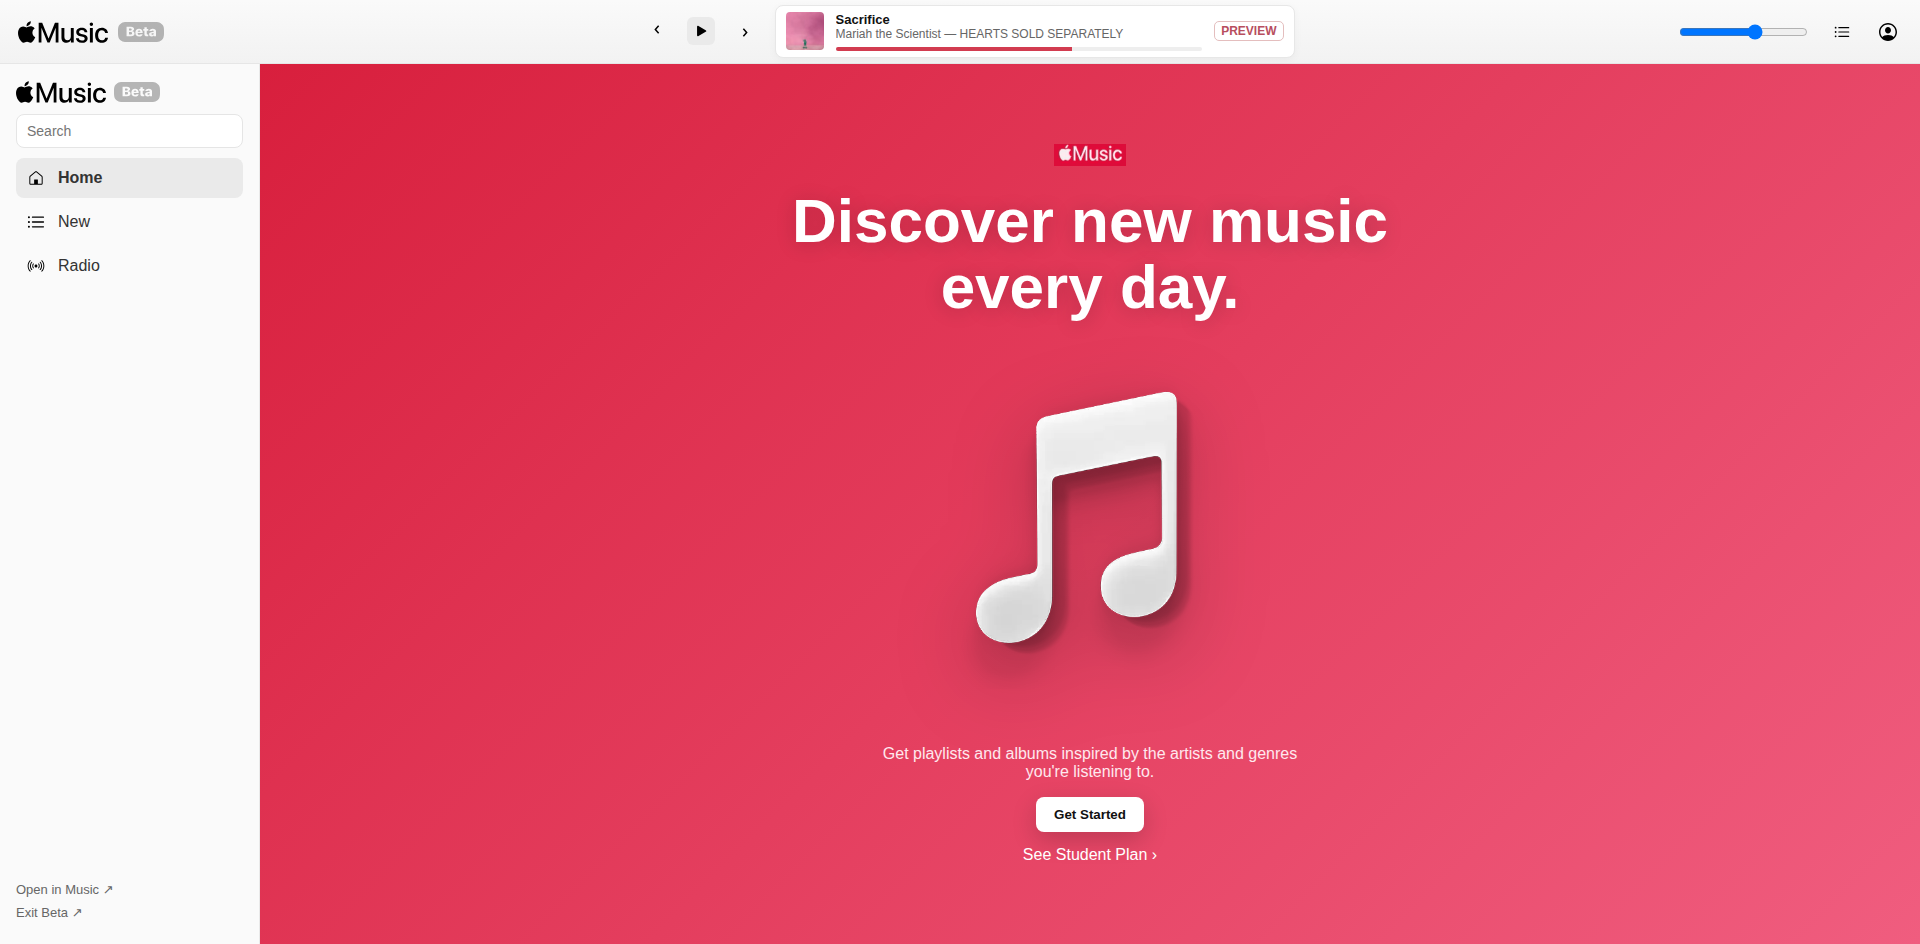 Music Beta
Sacrifice
Mariah the Scientist — HEARTS SOLD SEPARATELY
PREVIEW
Music Beta
Search
Home
New
Radio
Open in Music ↗
Exit Beta ↗
Music
Discover new music
every day.
Get playlists and albums inspired by the artists and genres
you're listening to.
Get Started
See Student Plan ›